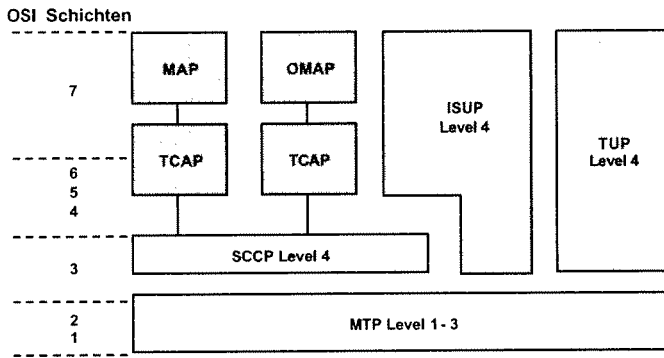 OSI Schichten
MAP
OMAP
7
ISUP
Level 4
TUP
Level 4
TCAP
TCAP
6
5
4
SCCP Level 4
3
2
MTP Level 1 - 3
1